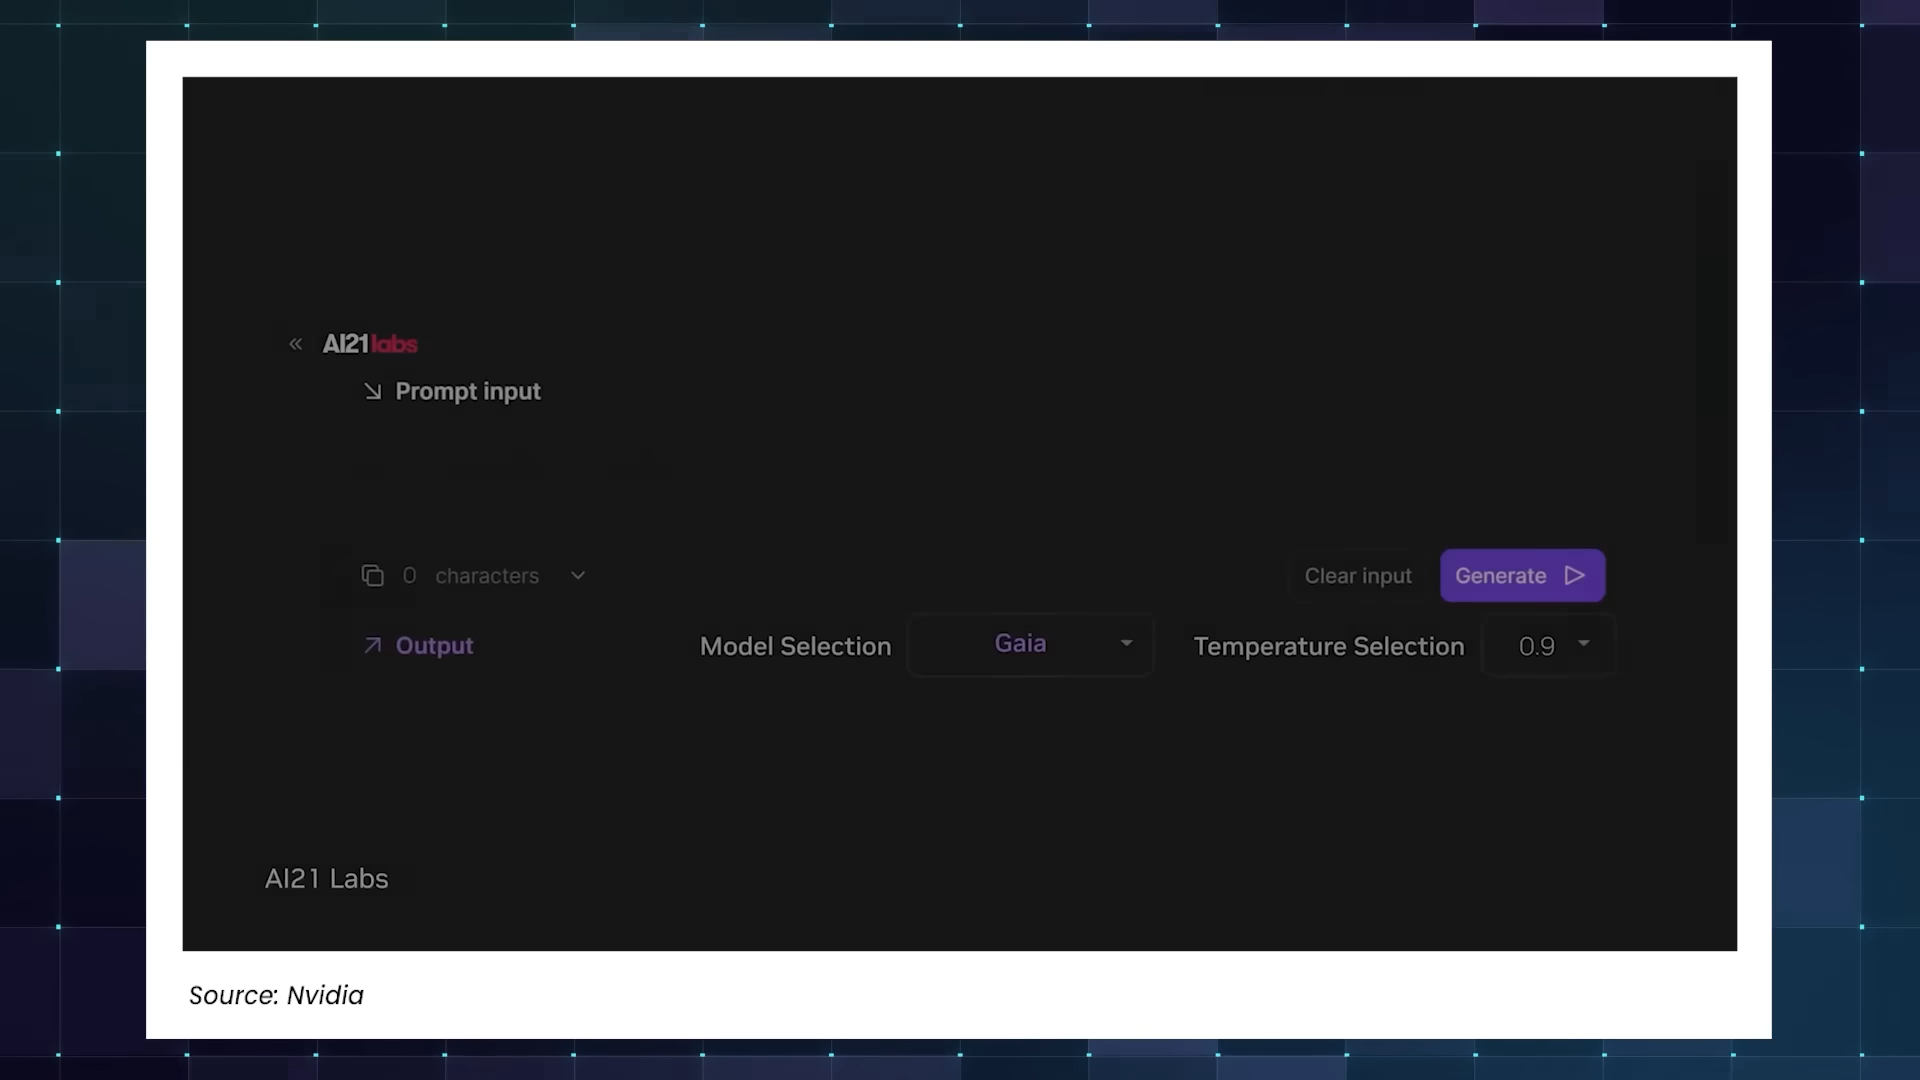 AI21labs
Prompt input
0 characters
Clear input
Generate
Output
Model Selection
Gaia
Temperature Selection
0.9
AI21 Labs
Source: Nvidia